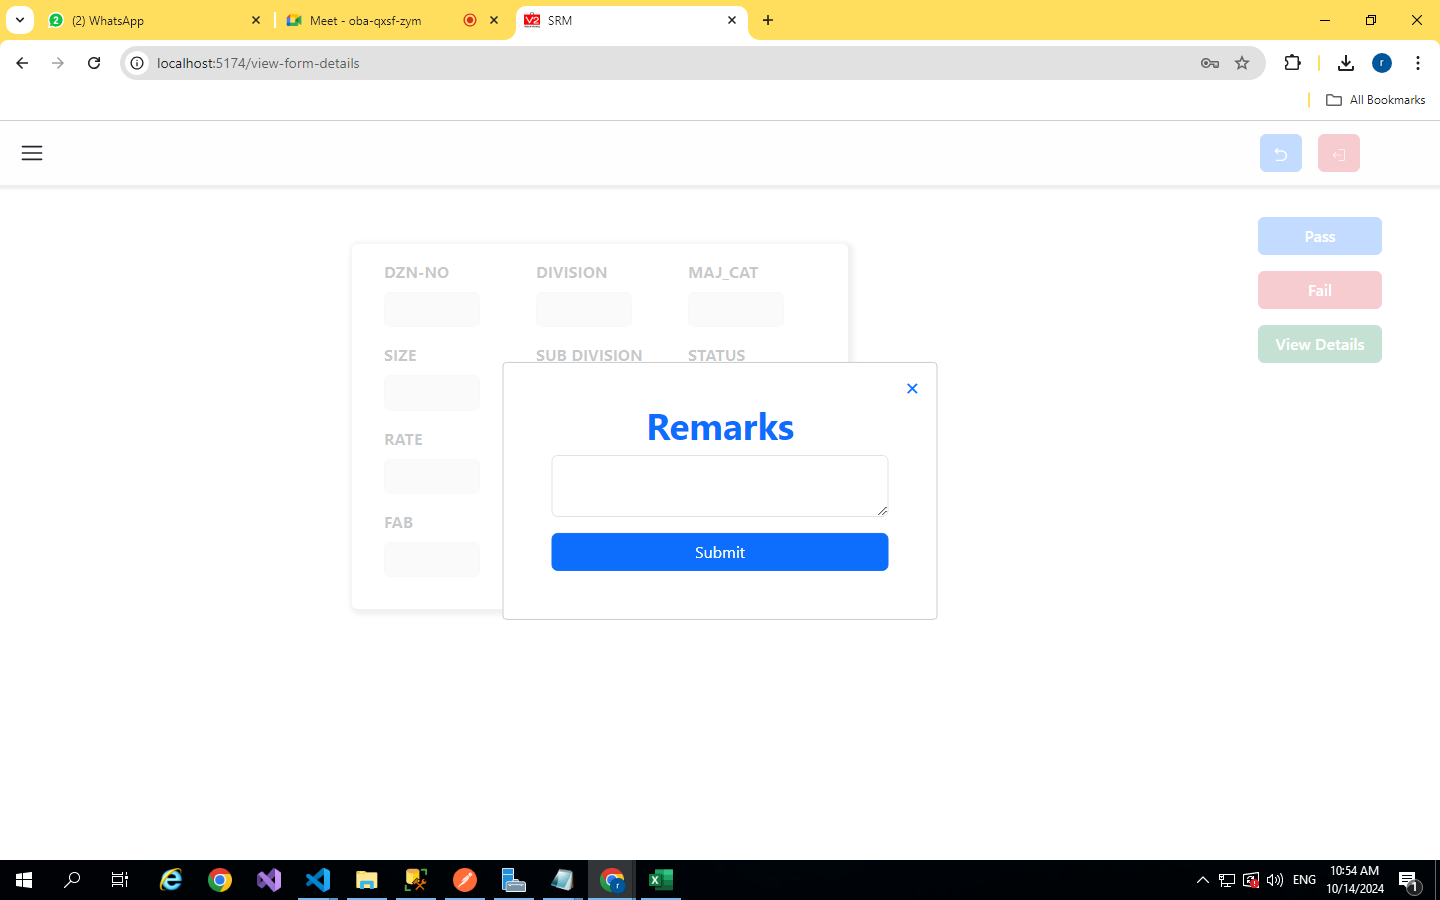 (2) WhatsApp
Meet - oba-qxsf-zym
SRM
localhost:5174/view-form-details
All Bookmarks
Pass
Fail
View Details
DZN-NO DIVISION MAJ_CAT
SIZE SUB DIVISION STATUS
RATE
FAB
Remarks
Submit
ENG
10:54 AM
10/14/2024
1